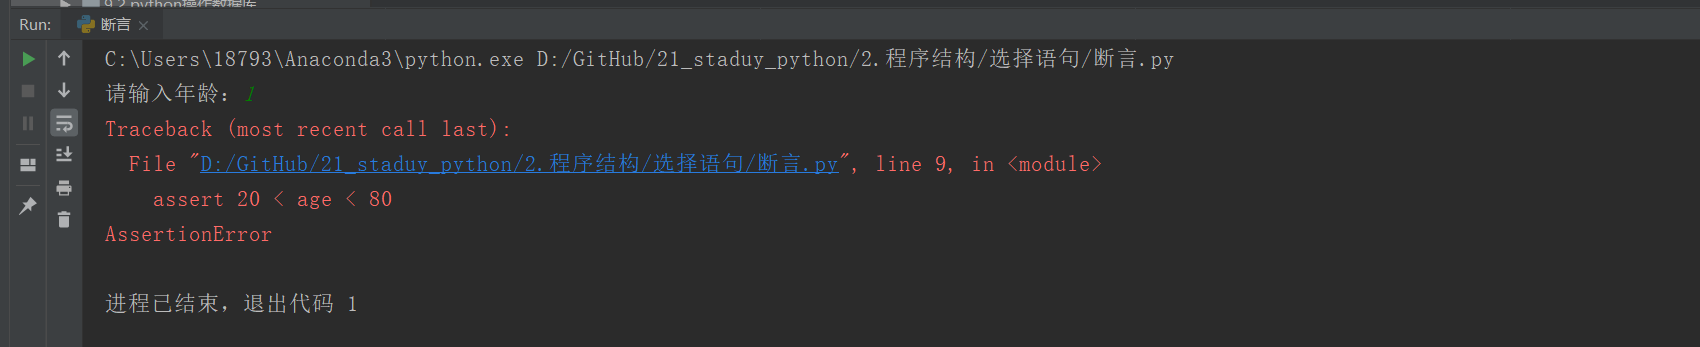 9.2 python操作数据库
Run: 断言
C:\Users\18793\Anaconda3\python.exe D:/GitHub/21_staduy_python/2.程序结构/选择语句/断言.py
请输入年龄：1
Traceback (most recent call last):
File "D:/GitHub/21_staduy_python/2.程序结构/选择语句/断言.py", line 9, in <module>
assert 20 < age < 80
AssertionError
进程已结束，退出代码 1